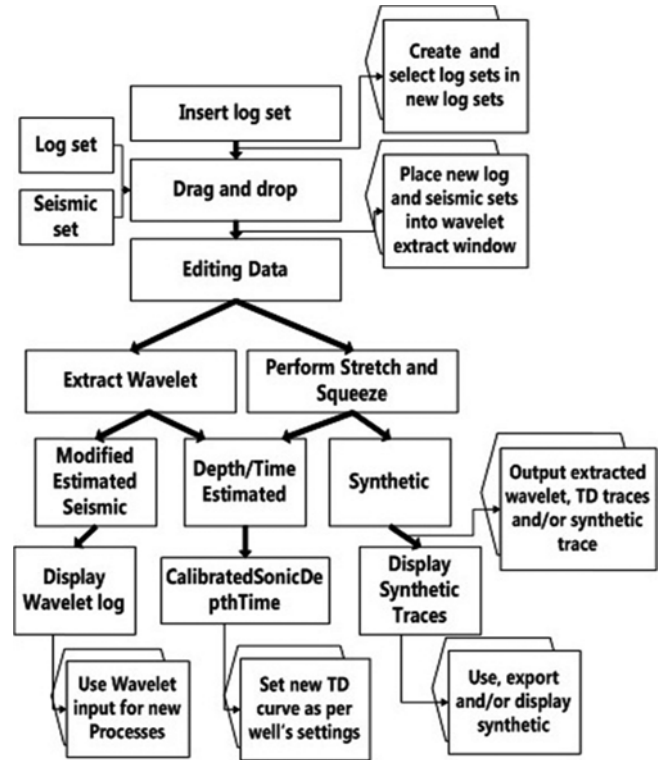 Create and
select log sets in
new log sets
Insert log set
Log set
Seismic
set
Drag and drop
Place new log
and seismic sets
into wavelet
extract window
Editing Data
Extract Wavelet
Perform Stretch and
Squeeze
Modified
Estimated
Seismic
Depth/Time
Estimated
Synthetic
Output extracted
wavelet, TD traces
and/or synthetic
trace
Display
Wavelet log
CalibratedSonicDe
pthTime
Display
Synthetic
Traces
Use Wavelet
input for new
Processes
Set new TD
curve as per
well's settings
Use, export
and/or display
synthetic